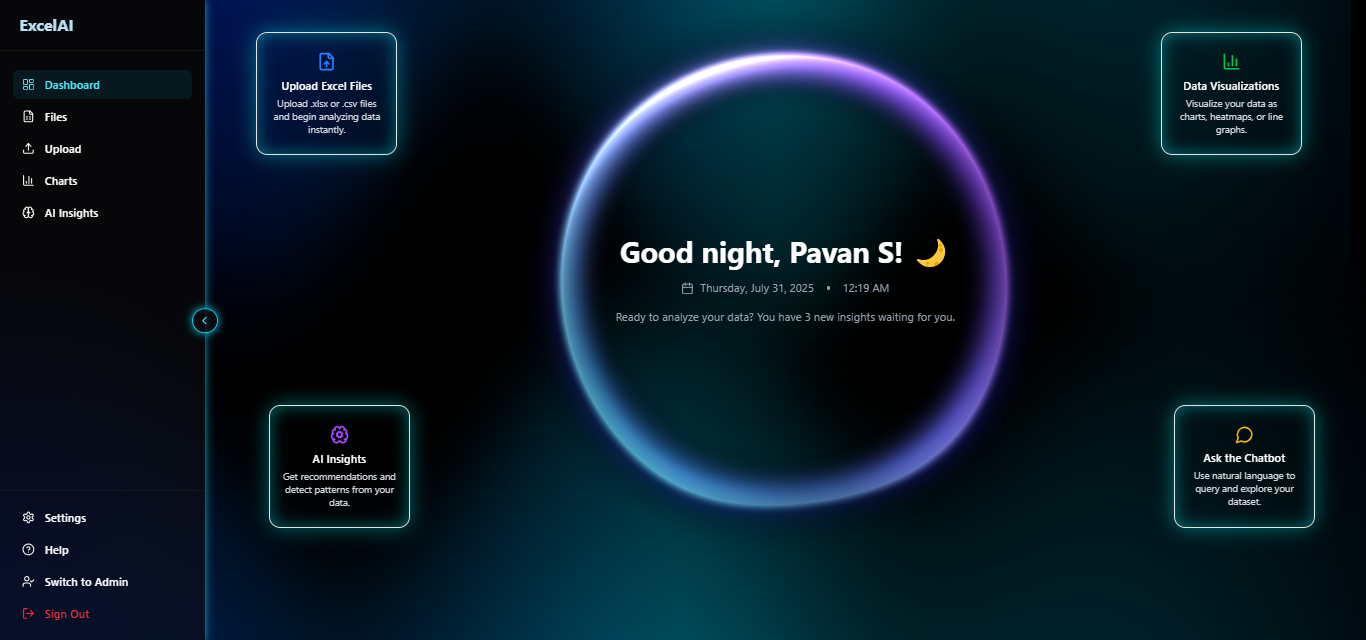 ExcelAI
Dashboard
Files
Upload
Charts
AI Insights
Settings
Help
Switch to Admin
Sign Out
Upload Excel Files
Upload .xlsx or .csv files
and begin analyzing data
instantly.
Data Visualizations
Visualize your data as
charts, heatmaps, or line
graphs.
Good night, Pavan S! 🌙
Thursday, July 31, 2025 • 12:19 AM
Ready to analyze your data? You have 3 new insights waiting for you.
AI Insights
Get recommendations and
detect patterns from your
data.
Ask the Chatbot
Use natural language to
query and explore your
dataset.